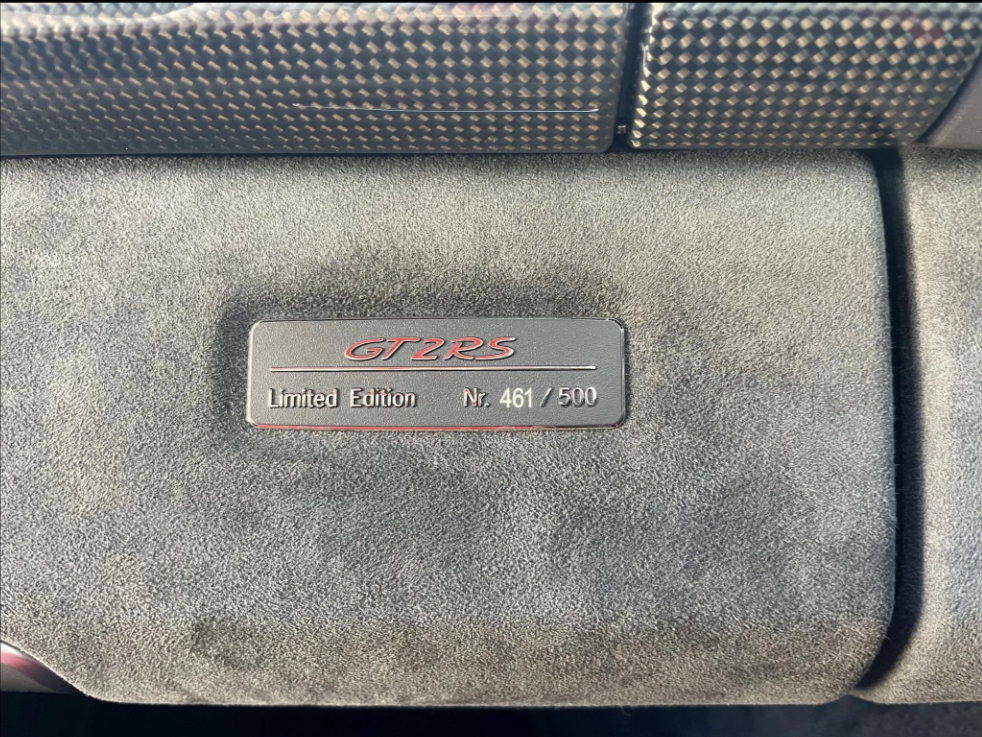 GT2RS
Limited Edition Nr. 461 / 500